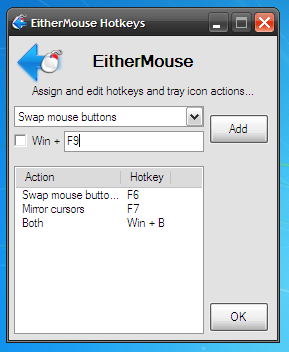 EitherMouse Hotkeys
EitherMouse
Assign and edit hotkeys and tray icon actions...
Swap mouse buttons
Add
Win + F9
Action Hotkey
Swap mouse butto... F6
Mirror cursors F7
Both Win + B
OK